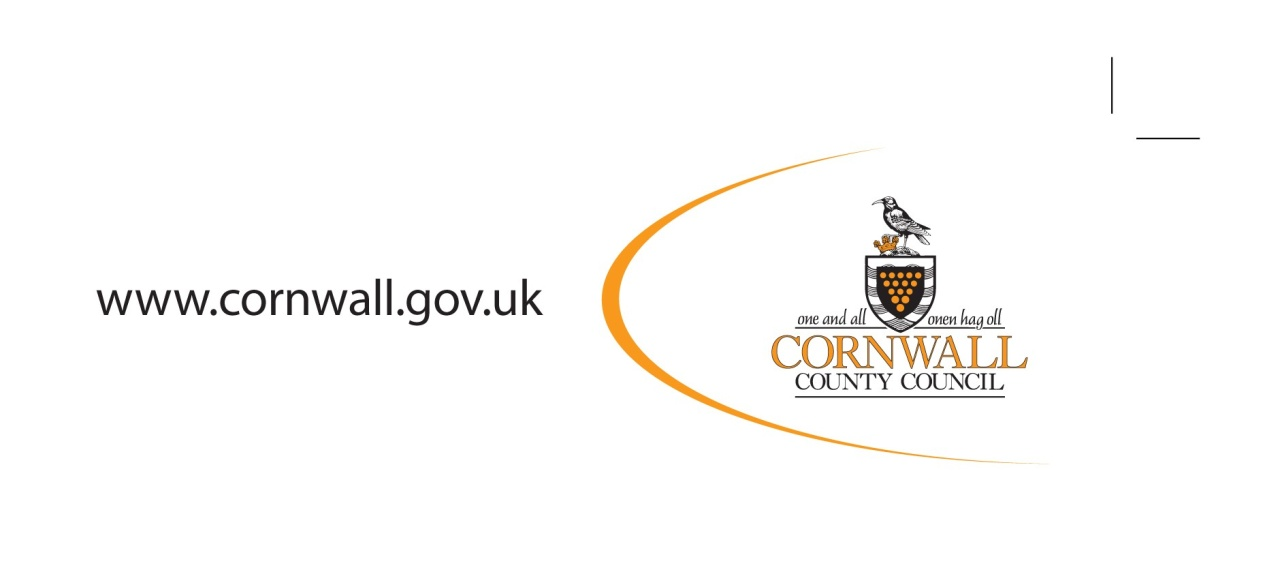 www.cornwall.gov.uk
one and all onen hag oll
CORNWALL
COUNTY COUNCIL